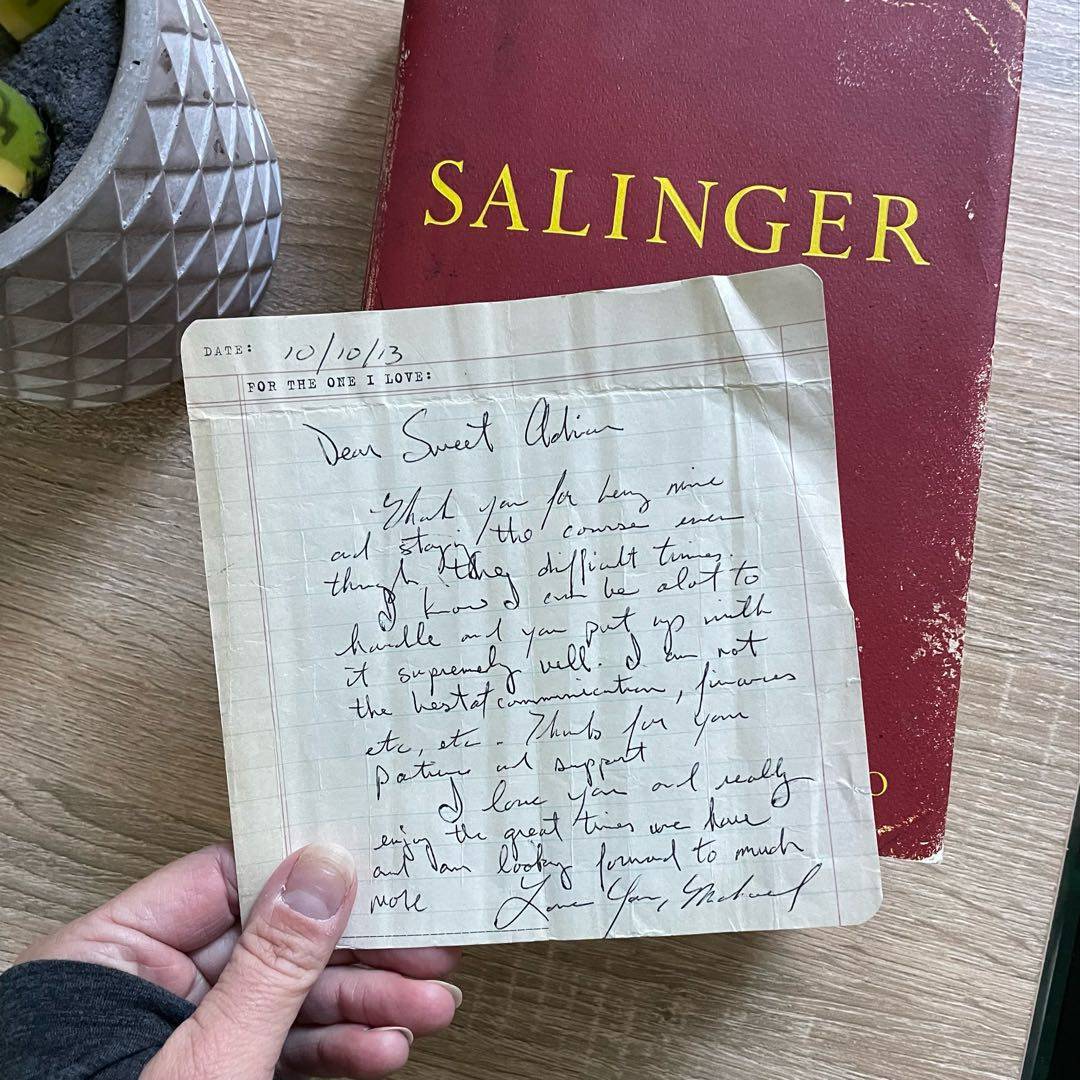 SALINGER
DATE: 10/10/13
FOR THE ONE I LOVE:
Dear Sweet Adrian
Thank you for being mine
and staying the course even
through the difficult times.
I know I can be alot to
handle and you put up with
it supremely well. I am not
the best at communication, finances
etc, etc. Thanks for your
patience and support
I love you and really
enjoy the great times we have
and am looking forward to much
more Love You, Michael
O